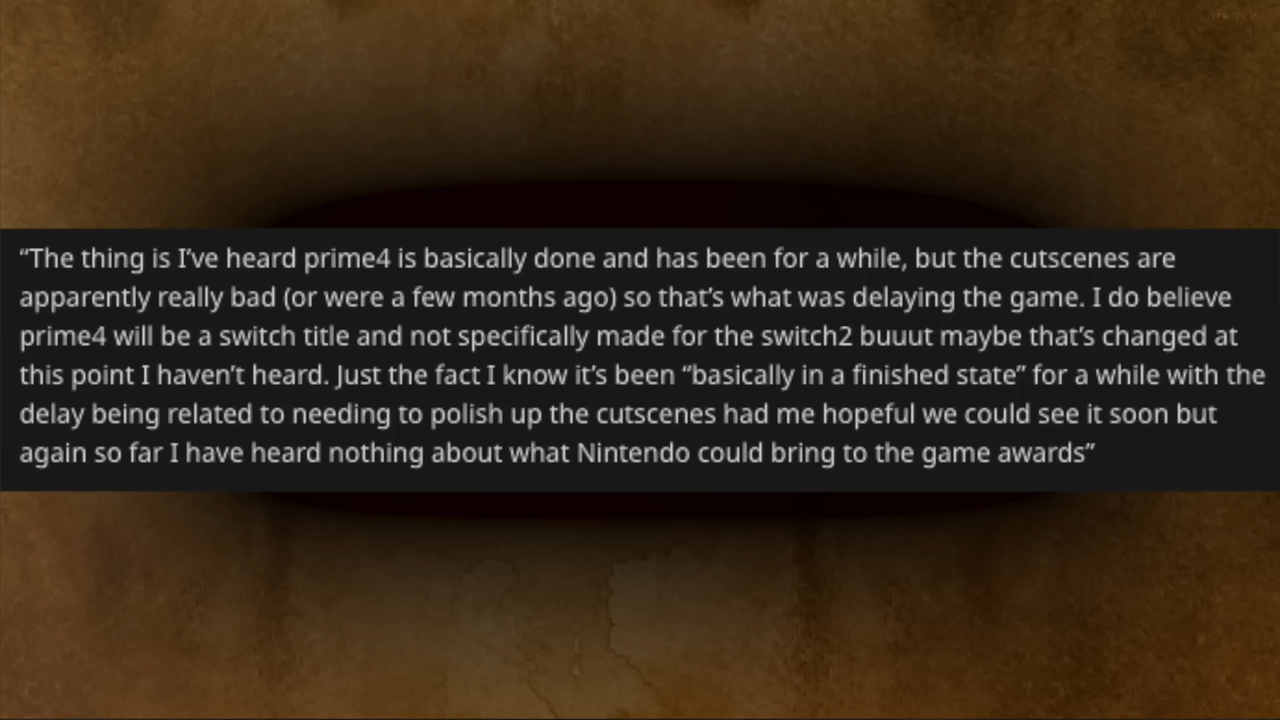 “The thing is I’ve heard prime4 is basically done and has been for a while, but the cutscenes are
apparently really bad (or were a few months ago) so that’s what was delaying the game. I do believe
prime4 will be a switch title and not specifically made for the switch2 buuut maybe that’s changed at
this point I haven’t heard. Just the fact I know it’s been “basically in a finished state” for a while with the
delay being related to needing to polish up the cutscenes had me hopeful we could see it soon but
again so far I have heard nothing about what Nintendo could bring to the game awards”